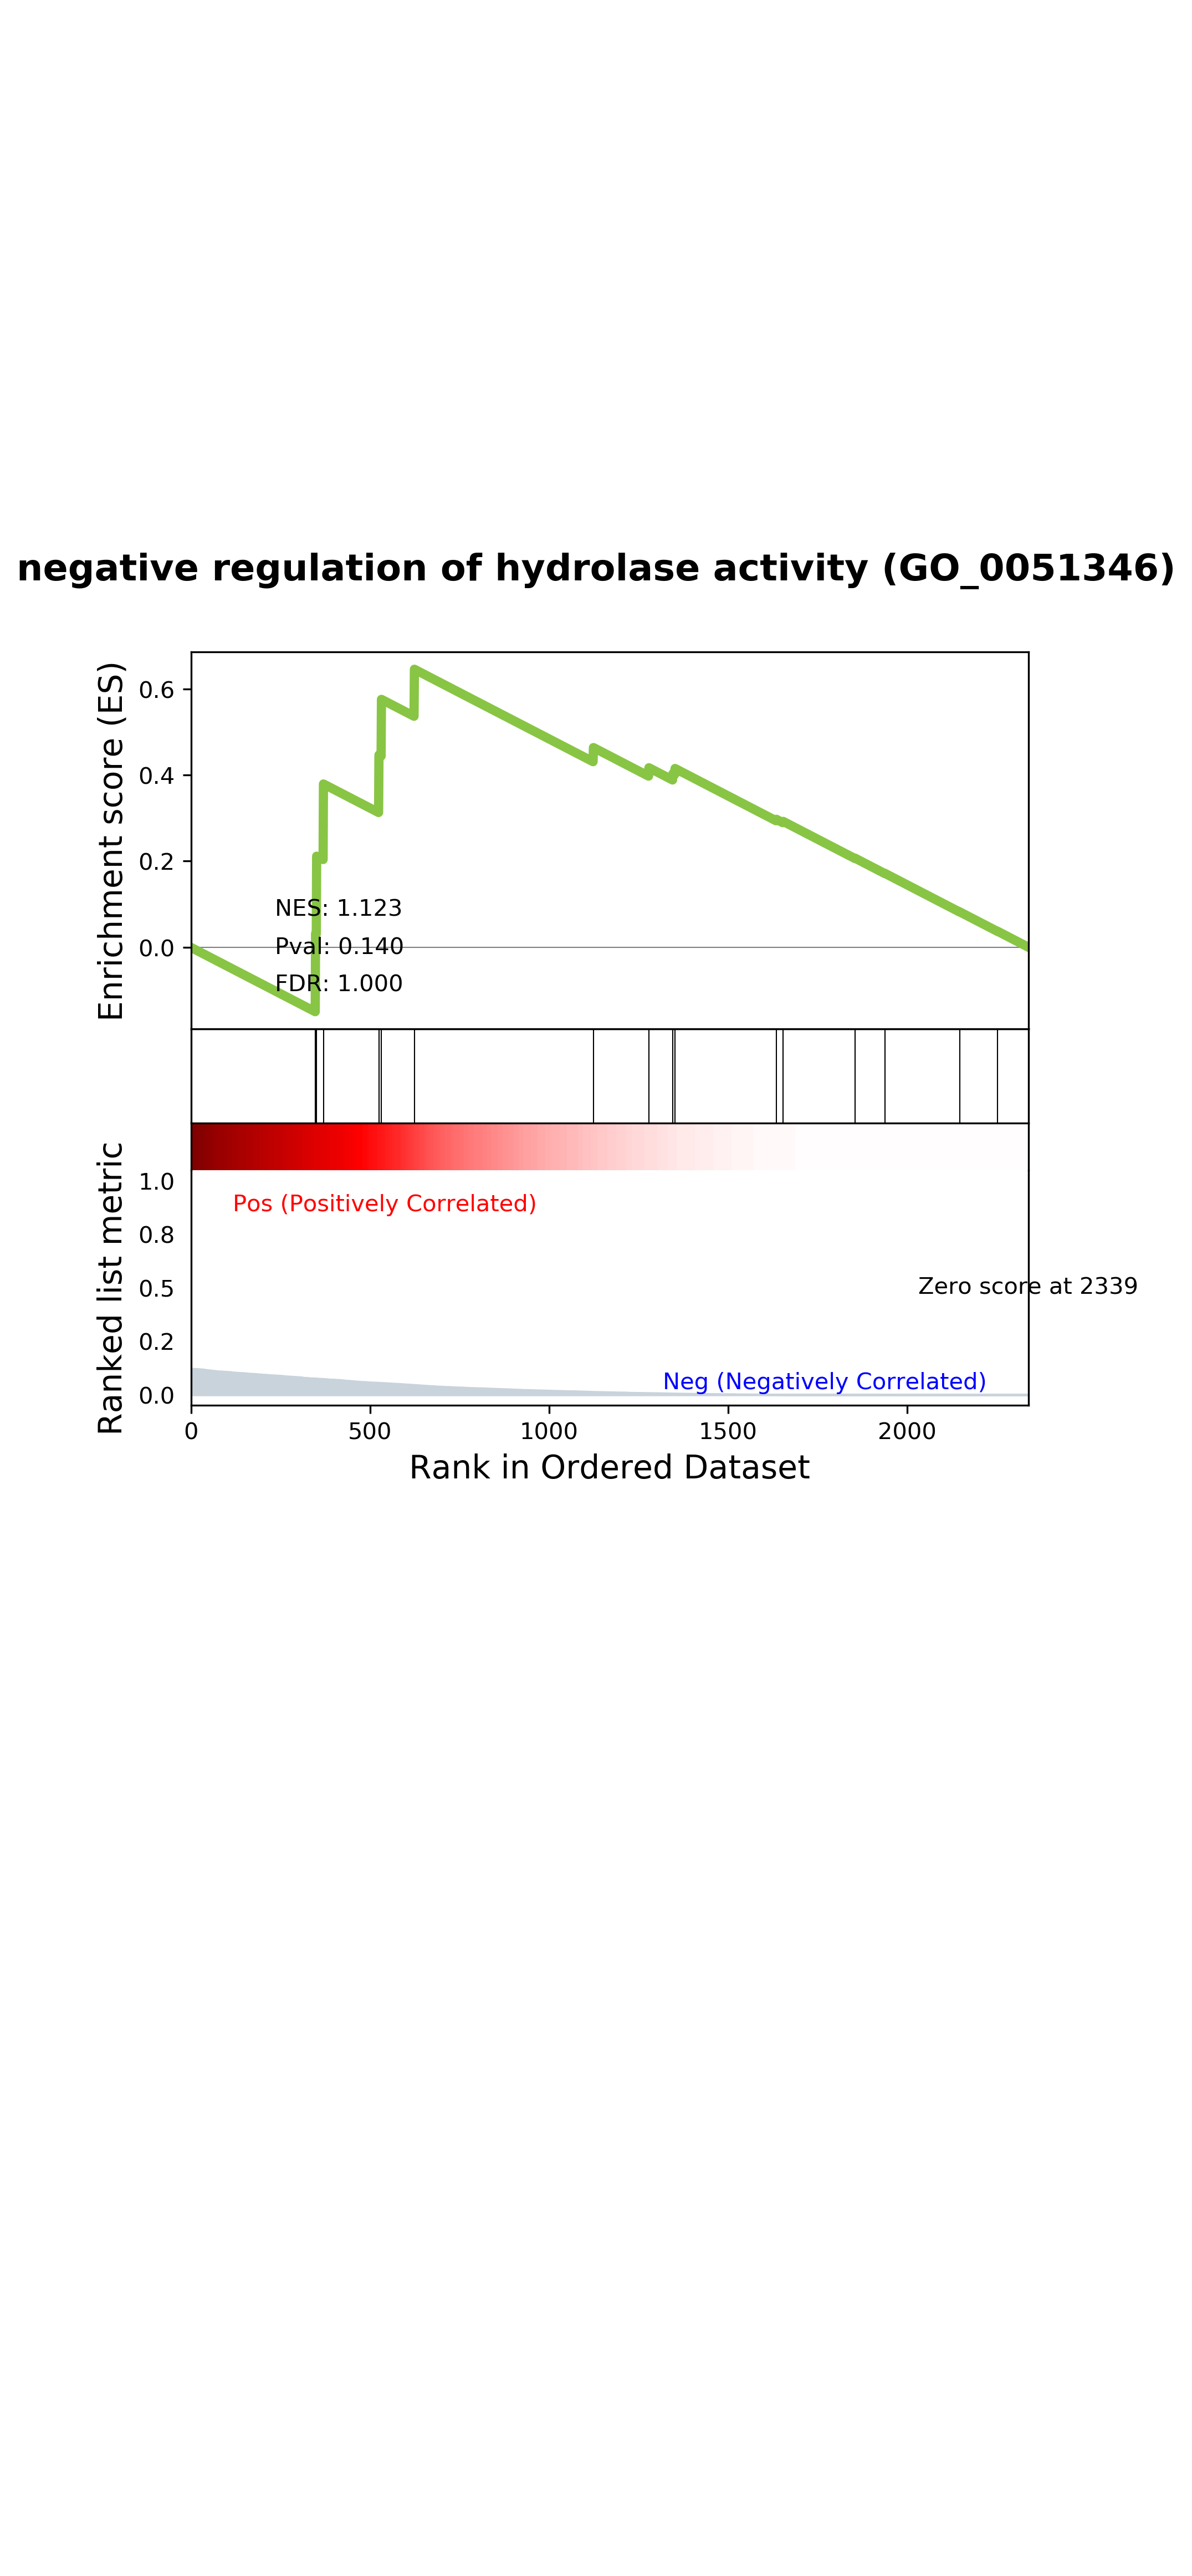 negative regulation of hydrolase activity (GO_0051346)
Enrichment score (ES)
0.6
0.4
0.2
0.0
NES: 1.123
Pval: 0.140
FDR: 1.000
Ranked list metric
1.0
0.8
0.5
0.2
0.0
Pos (Positively Correlated)
Zero score at 2339
Neg (Negatively Correlated)
0 500 1000 1500 2000
Rank in Ordered Dataset